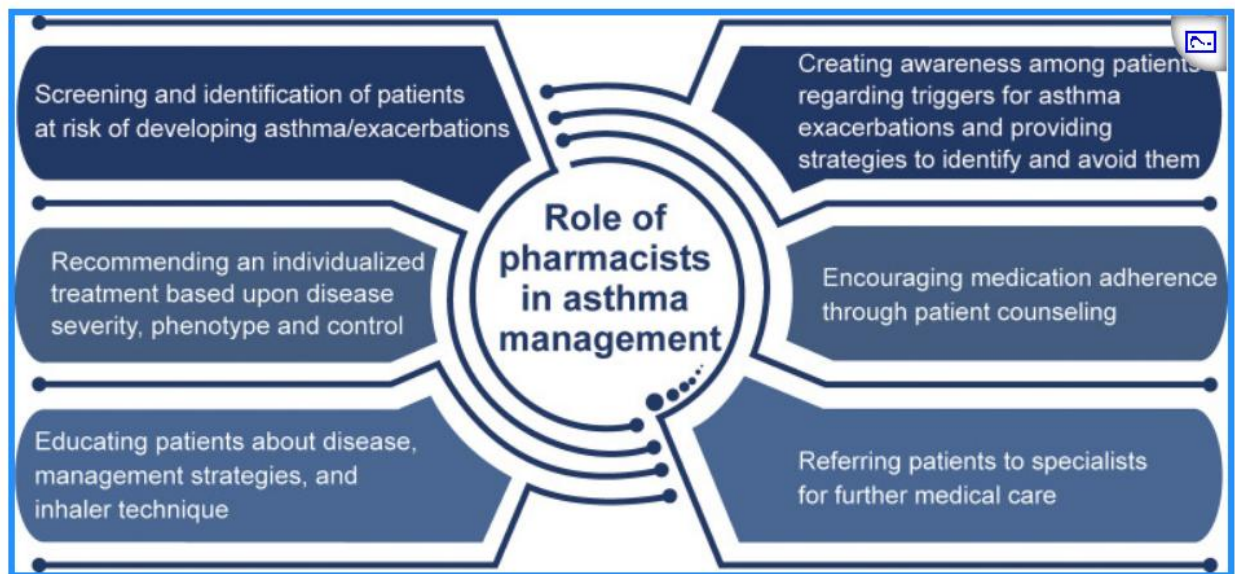 Screening and identification of patients
at risk of developing asthma/exacerbations
Recommending an individualized
treatment based upon disease
severity, phenotype and control
Educating patients about disease,
management strategies, and
inhaler technique
Role of
pharmacists
in asthma
management
Creating awareness among patients
regarding triggers for asthma
exacerbations and providing
strategies to identify and avoid them
Encouraging medication adherence
through patient counseling
Referring patients to specialists
for further medical care